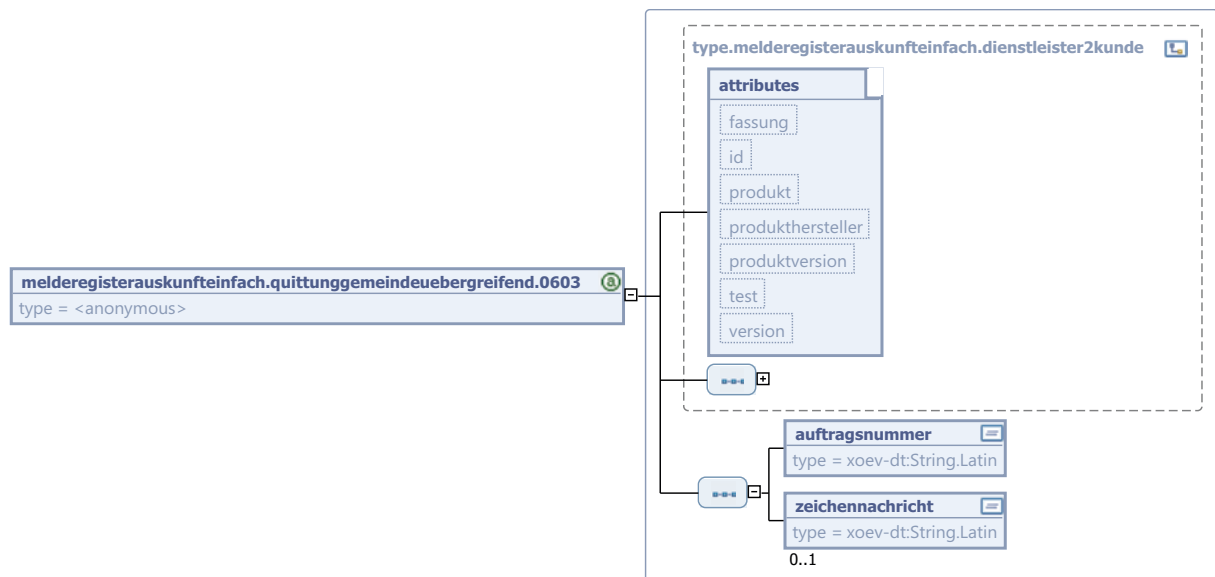 type.melderegisterauskunfteinfach.dienstleister2kunde
attributes
fassung
id
produkt
produkthersteller
produktversion
test
version
melderegisterauskunfteinfach.quittunggemeindeuebergreifend.0603
type = <anonymous>
auftragsnummer
type = xoev-dt:String.Latin
zeichennachricht
type = xoev-dt:String.Latin
0..1